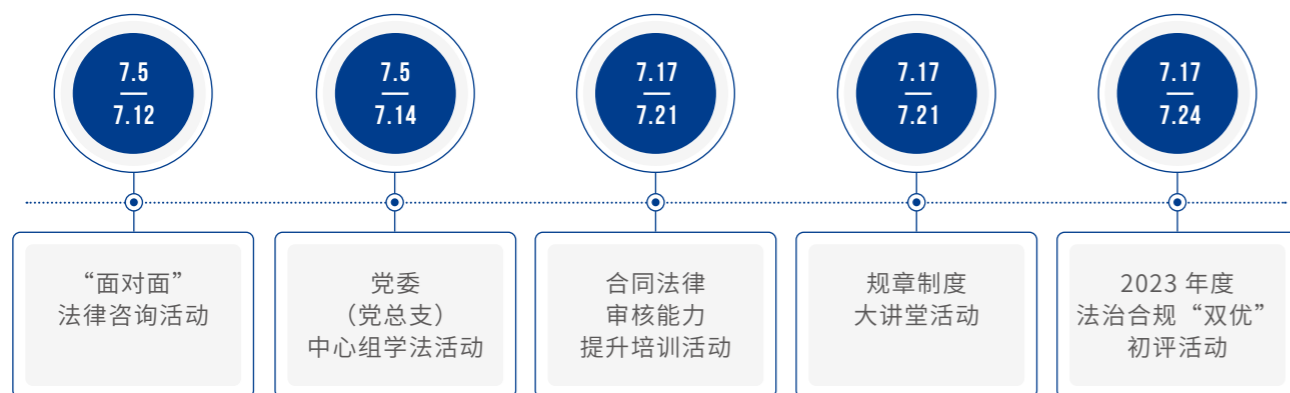 7.5
7.12
7.5
7.14
7.17
7.21
7.17
7.21
7.17
7.24
“面对面”
法律咨询活动
党委
（党总支）
中心组学法活动
合同法律
审核能力
提升培训活动
规章制度
大讲堂活动
2023 年度
法治合规“双优”
初评活动